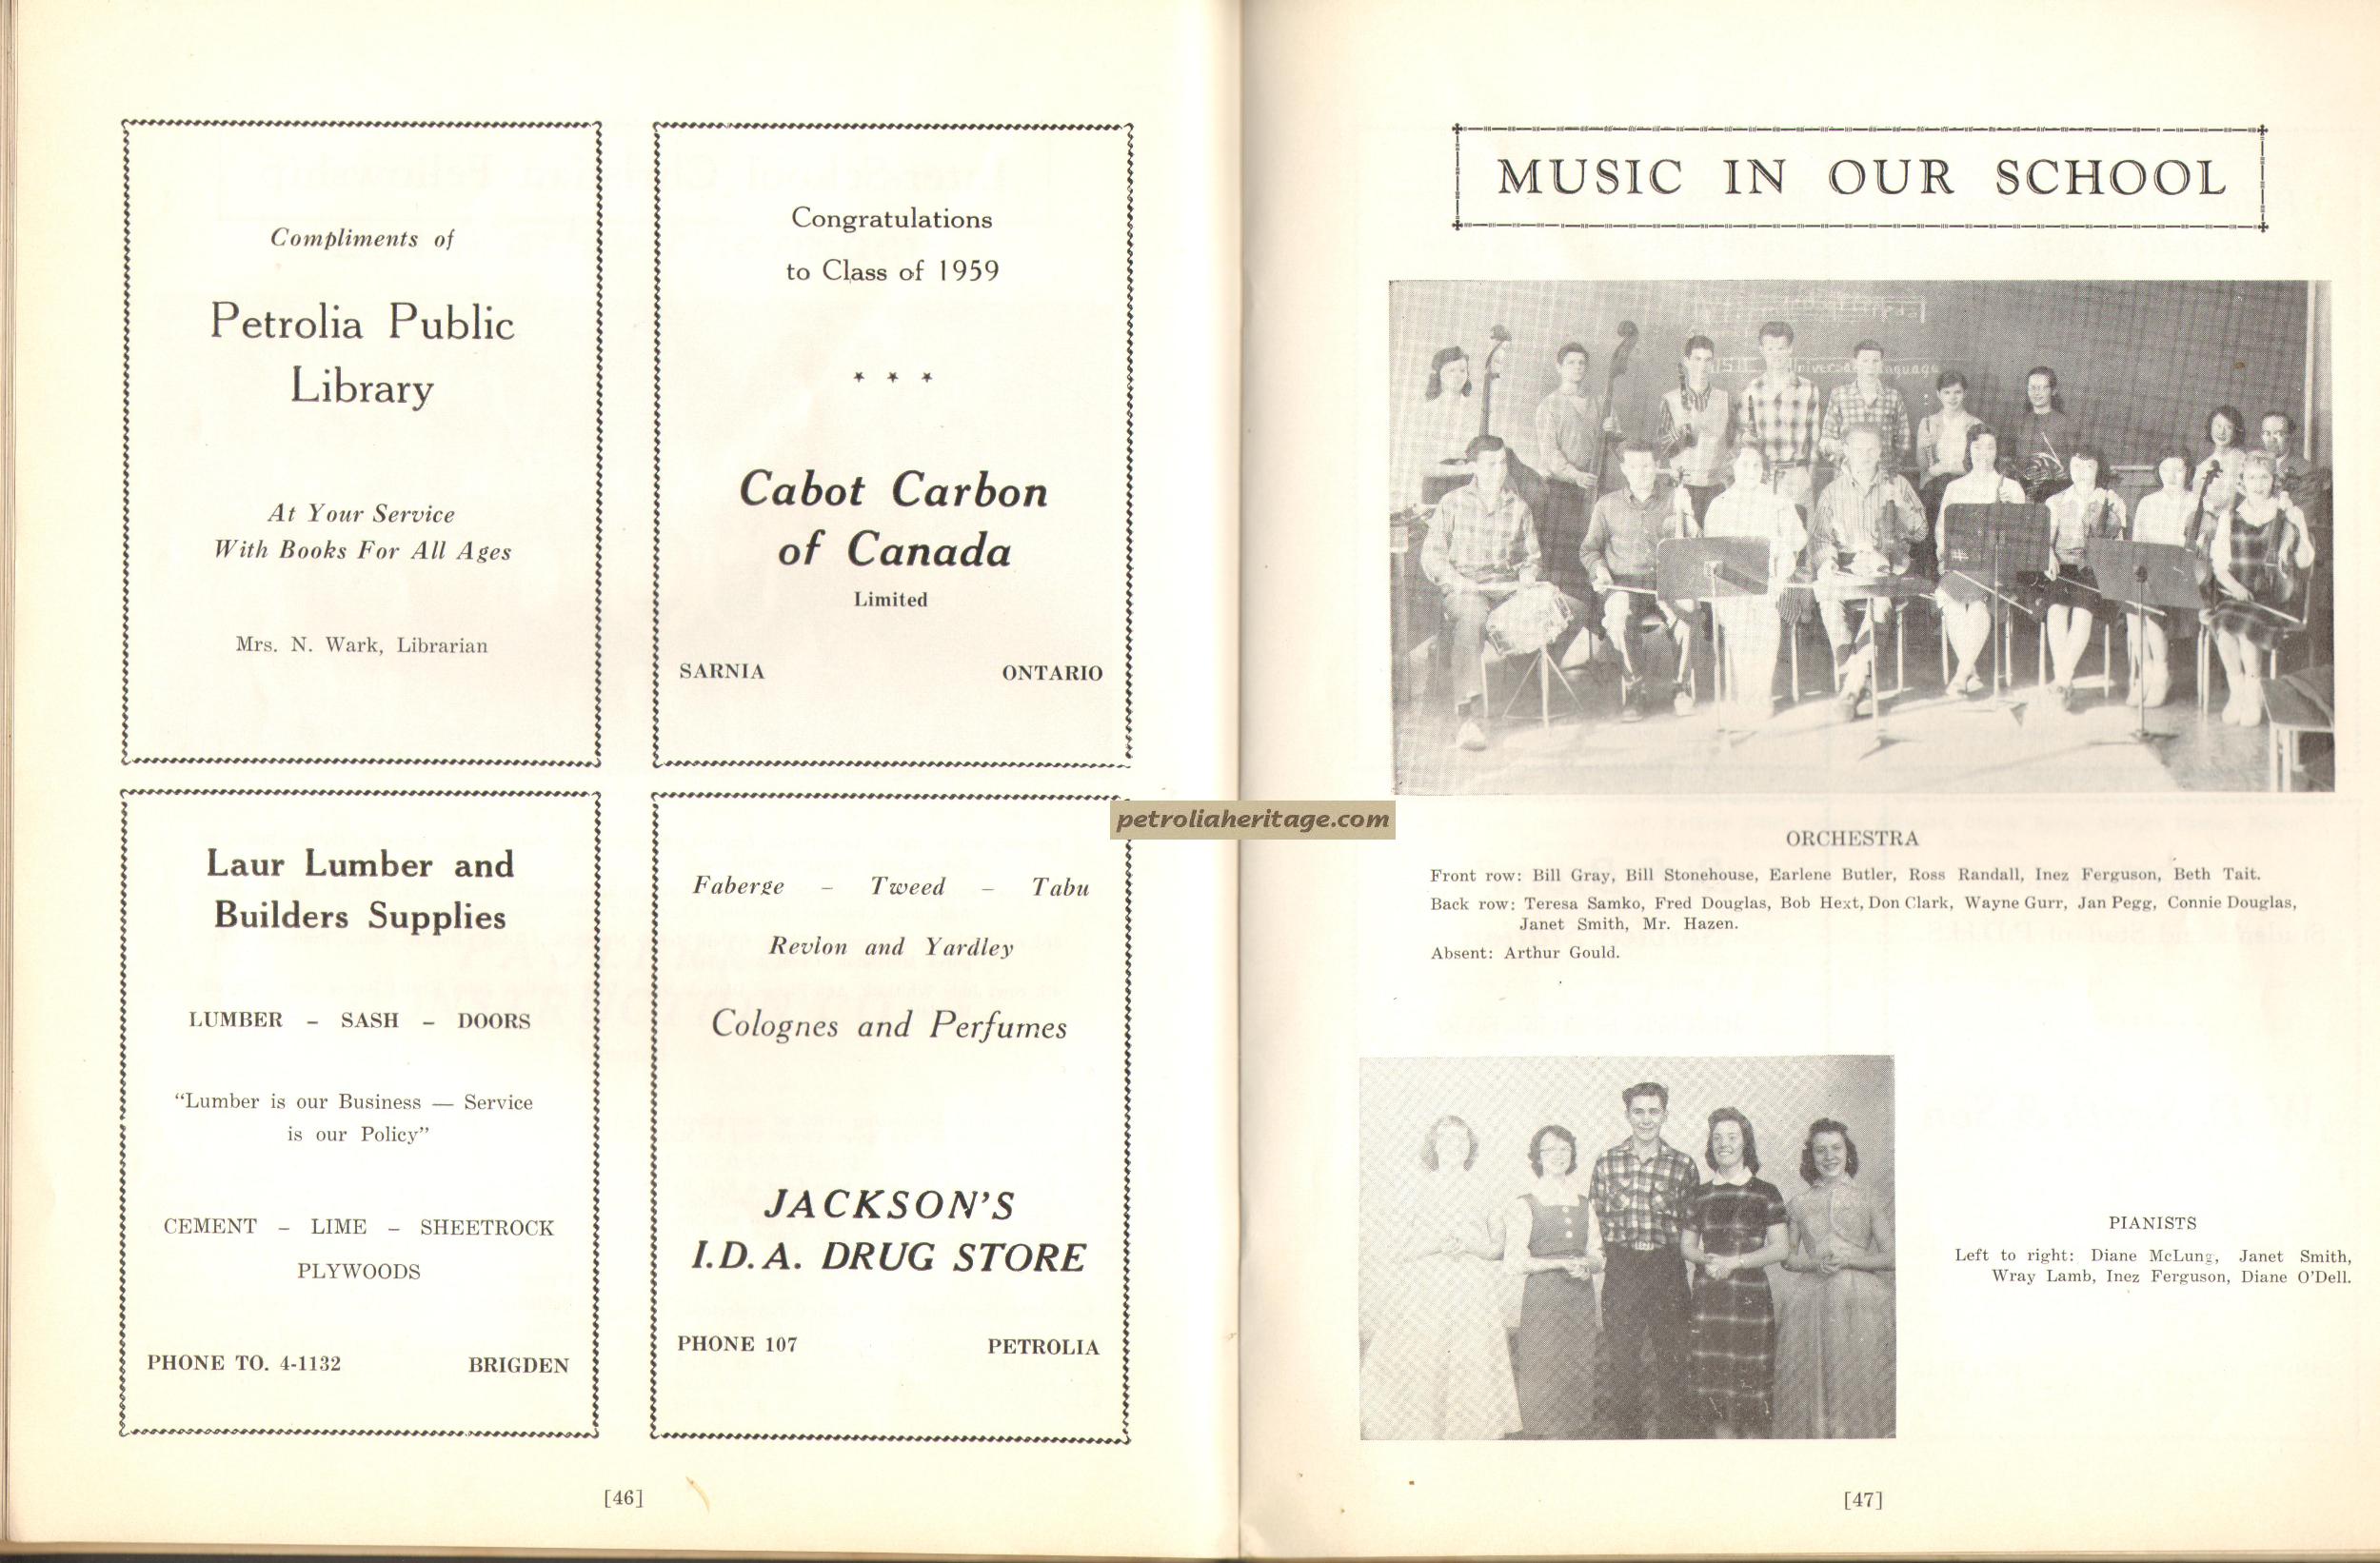 Compliments of
Petrolia Public
Library
At Your Service
With Books For All Ages
Mrs. N. Wark, Librarian
Congratulations
to Class of 1959
★ ★ ★
Cabot Carbon
of Canada
Limited
SARNIA ONTARIO
Laur Lumber and
Builders Supplies
LUMBER – SASH – DOORS
“Lumber is our Business — Service
is our Policy”
CEMENT – LIME – SHEETROCK
PLYWOODS
PHONE TO. 4-1132 BRIGDEN
Faberge – Tweed – Tabu
Revlon and Yardley
Colognes and Perfumes
JACKSON’S
I.D.A. DRUG STORE
PHONE 107 PETROLIA
[46]
petroliaheritage.com
MUSIC IN OUR SCHOOL
Universal Language
ORCHESTRA
Front row: Bill Gray, Bill Stonehouse, Earlene Butler, Ross Randall, Inez Ferguson, Beth Tait.
Back row: Teresa Samko, Fred Douglas, Bob Hext, Don Clark, Wayne Gurr, Jan Pegg, Connie Douglas,
Janet Smith, Mr. Hazen.
Absent: Arthur Gould.
PIANISTS
Left to right: Diane McLung, Janet Smith,
Wray Lamb, Inez Ferguson, Diane O’Dell.
[47]